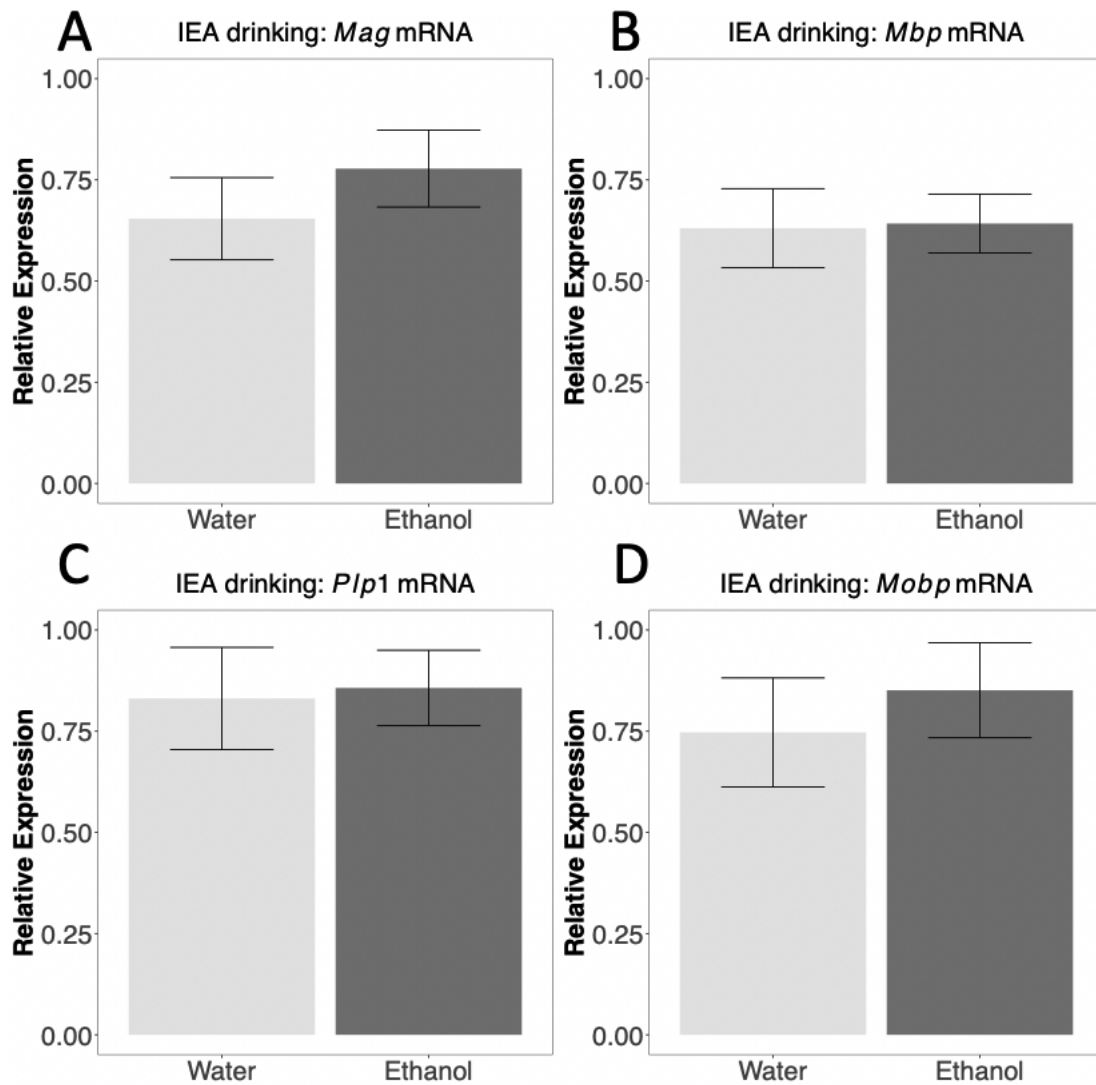 A
IEA drinking: Mag mRNA
1.00
0.75
0.50
0.25
0.00
Relative Expression
Water Ethanol
B
IEA drinking: Mbp mRNA
1.00
0.75
0.50
0.25
0.00
Relative Expression
Water Ethanol
C
IEA drinking: Plp1 mRNA
1.00
0.75
0.50
0.25
0.00
Relative Expression
Water Ethanol
D
IEA drinking: Mobp mRNA
1.00
0.75
0.50
0.25
0.00
Relative Expression
Water Ethanol